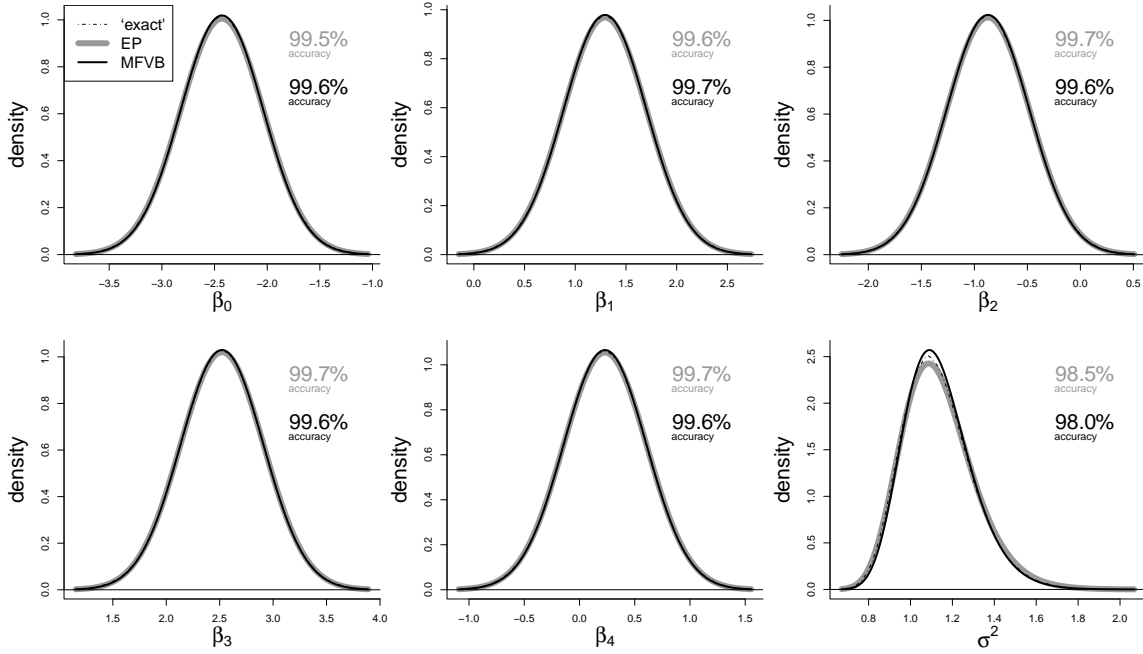 'exact'
EP
MFVB
density
0.0 0.2 0.4 0.6 0.8 1.0
99.5%
accuracy
99.6%
accuracy
−3.5 −3.0 −2.5 −2.0 −1.5 −1.0
β0
density
0.0 0.2 0.4 0.6 0.8 1.0
99.6%
accuracy
99.7%
accuracy
0.0 0.5 1.0 1.5 2.0 2.5
β1
density
0.0 0.2 0.4 0.6 0.8 1.0
99.7%
accuracy
99.6%
accuracy
−2.0 −1.5 −1.0 −0.5 0.0 0.5
β2
density
0.0 0.2 0.4 0.6 0.8 1.0
99.7%
accuracy
99.6%
accuracy
1.5 2.0 2.5 3.0 3.5 4.0
β3
density
0.0 0.2 0.4 0.6 0.8 1.0
99.7%
accuracy
99.6%
accuracy
−1.0 −0.5 0.0 0.5 1.0 1.5
β4
density
0.0 0.5 1.0 1.5 2.0 2.5
98.5%
accuracy
98.0%
accuracy
0.8 1.0 1.2 1.4 1.6 1.8 2.0
σ²